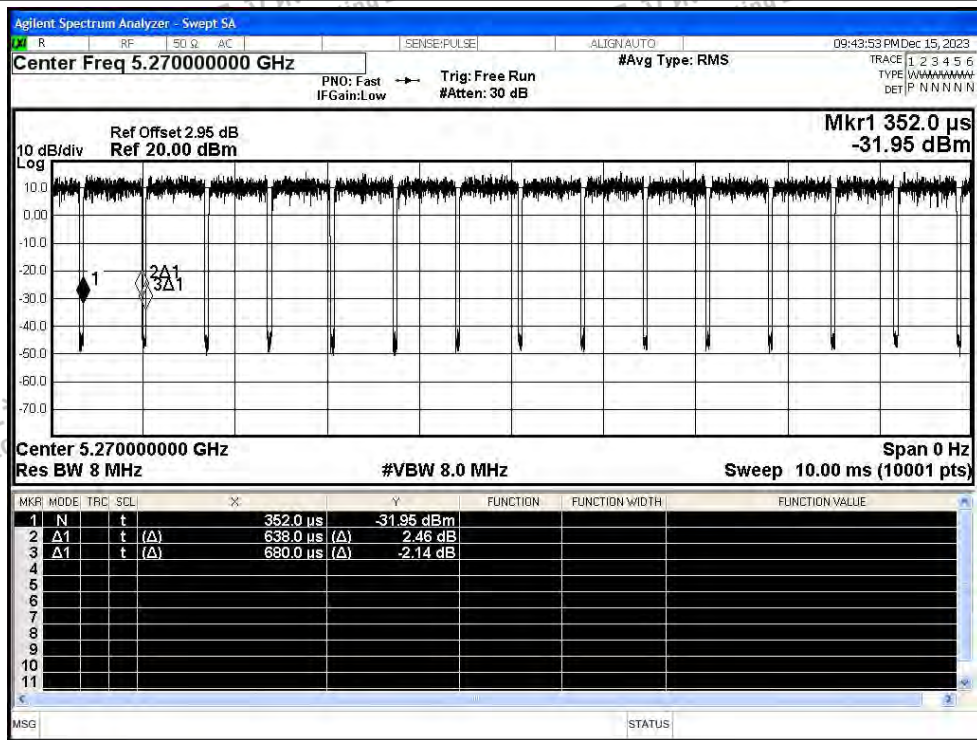 Agilent Spectrum Analyzer - Swept SA
R RF 50 Ω AC SENSE:PULSE ALIGN AUTO 09:43:53 PM Dec 15, 2023
Center Freq 5.270000000 GHz #Avg Type: RMS TRACE 1 2 3 4 5 6
PNO: Fast Trig: Free Run TYPE WWWWWW
IFGain:Low #Atten: 30 dB DET P N N N N N
Mkr1 352.0 µs
Ref Offset 2.95 dB
10 dB/div Ref 20.00 dBm -31.95 dBm
Log
10.0
0.00
-10.0
-20.0
1 2Δ1
3Δ1
-30.0
-40.0
-50.0
-60.0
-70.0
Center 5.270000000 GHz Span 0 Hz
Res BW 8 MHz #VBW 8.0 MHz Sweep 10.00 ms (10001 pts)
MKR MODE TRC SCL X Y FUNCTION FUNCTION WIDTH FUNCTION VALUE
1 N t 352.0 µs -31.95 dBm
2 Δ1 t (Δ) 638.0 µs (Δ) 2.46 dB
3 Δ1 t (Δ) 680.0 µs (Δ) -2.14 dB
4
5
6
7
8
9
10
11
MSG STATUS